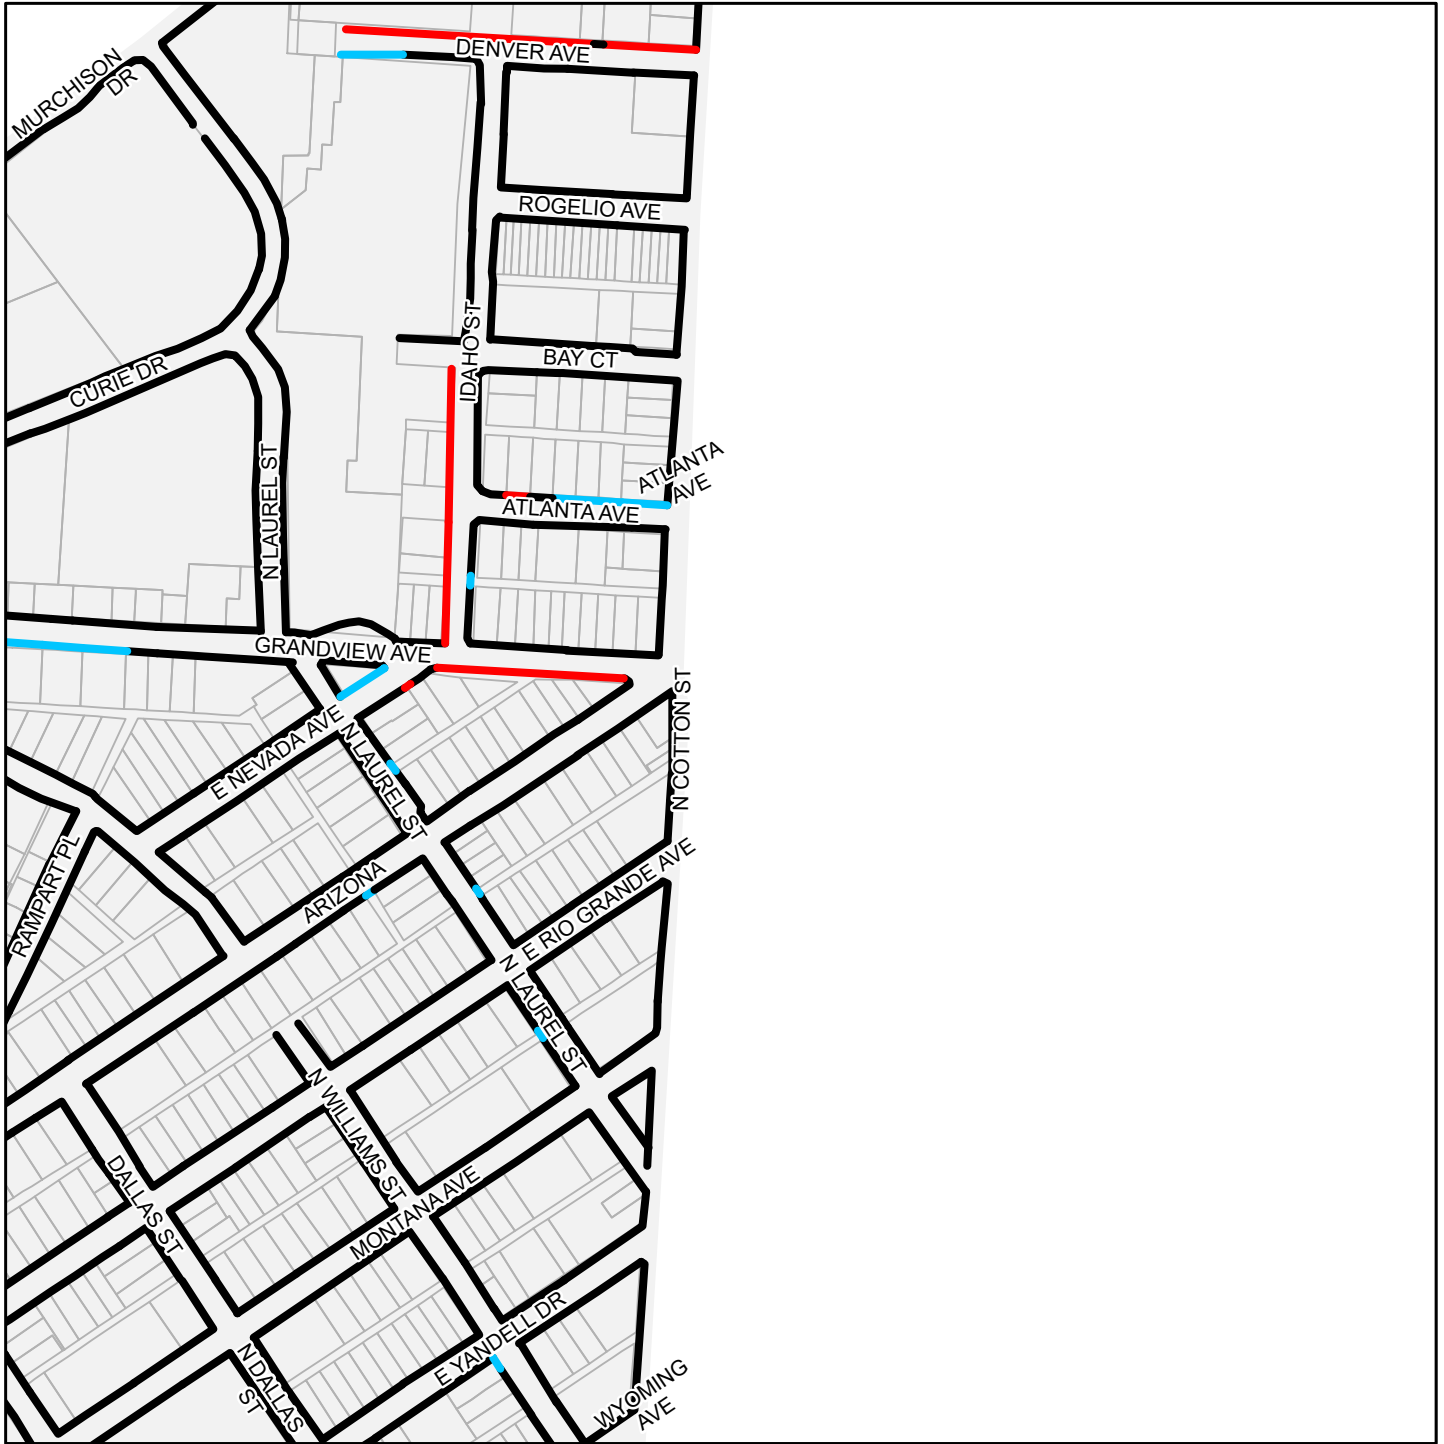 DENVER AVE
MURCHISON
DR
ROGELIO AVE
IDAHO ST
BAY CT
CURIE DR
N LAUREL ST
ATLANTA
AVE
ATLANTA AVE
GRANDVIEW AVE
N COTTON ST
E NEVADA AVE
N LAUREL ST
RAMPART PL
ARIZONA
E RIO GRANDE AVE
N LAUREL ST
N WILLIAMS ST
DALLAS ST
MONTANA AVE
E YANDELL DR
N DALLAS
ST
WYOMING
AVE